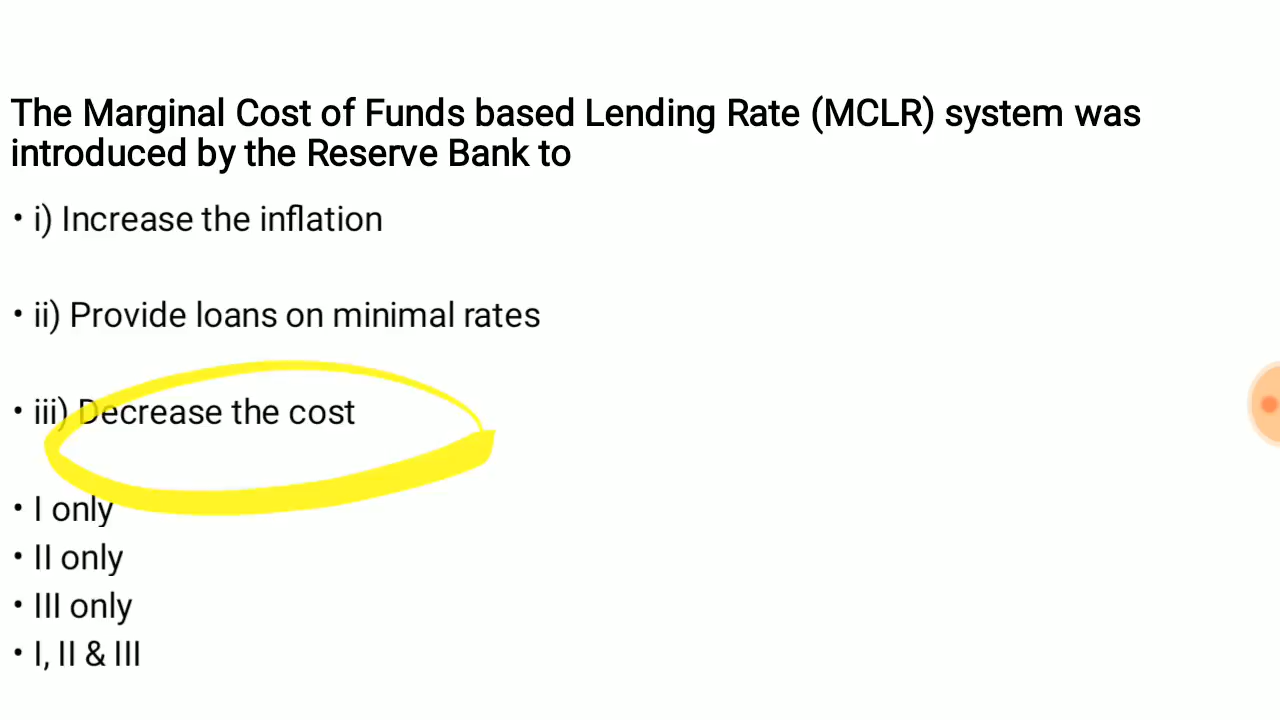 The Marginal Cost of Funds based Lending Rate (MCLR) system was
introduced by the Reserve Bank to
• i) Increase the inflation
• ii) Provide loans on minimal rates
• iii) Decrease the cost
• I only
• II only
• III only
• I, II & III